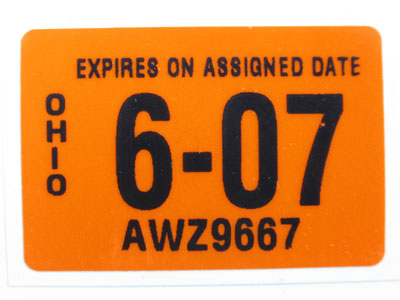 EXPIRES ON ASSIGNED DATE
OHIO
6-07
AWZ9667